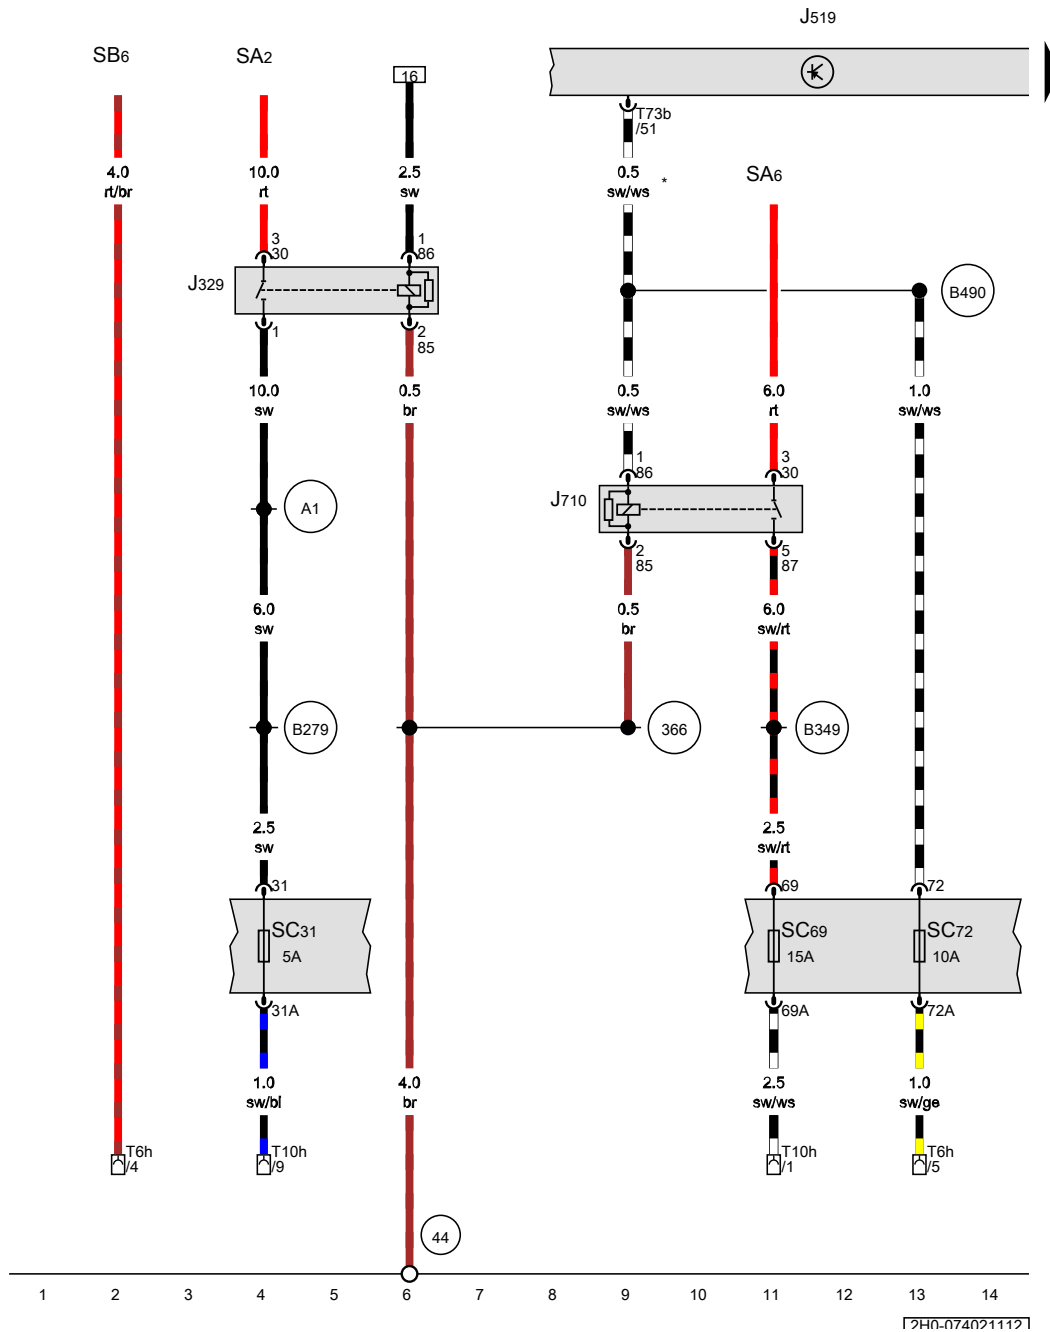 J519
SB6
SA2
16
T73b
/51
4.0
rt/br
10.0
rt
2.5
sw
0.5
sw/ws
*
SA6
3
30
1
86
J329
B490
1
2
85
10.0
sw
0.5
br
0.5
sw/ws
6.0
rt
1.0
sw/ws
1
86
3
30
J710
A1
2
85
5
87
6.0
sw
0.5
br
6.0
sw/rt
B279
366
B349
2.5
sw
2.5
sw/rt
31
69
72
SC31
5A
SC69
15A
SC72
10A
31A
69A
72A
1.0
sw/bl
4.0
br
2.5
sw/ws
1.0
sw/ge
T6h
/4
T10h
/9
T10h
/1
T6h
/5
44
1 2 3 4 5 6 7 8 9 10 11 12 13 14
2H0-074021112